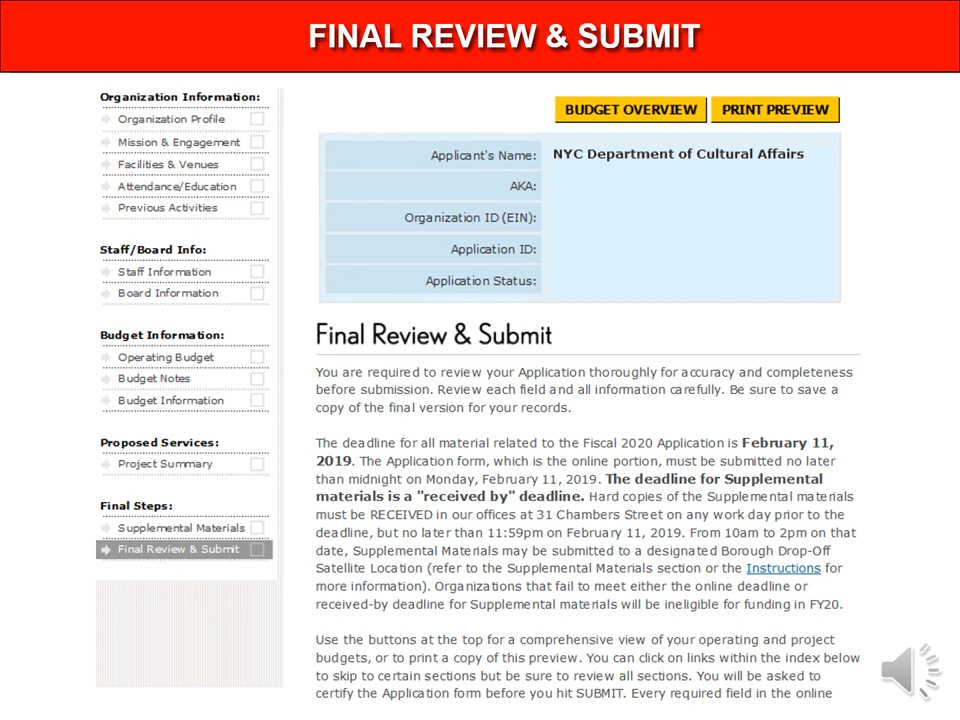 FINAL REVIEW & SUBMIT
Organization Information:
Organization Profile
Mission & Engagement
Facilities & Venues
Attendance/Education
Previous Activities
Staff/Board Info:
Staff Information
Board Information
Budget Information:
Operating Budget
Budget Notes
Budget Information
Proposed Services:
Project Summary
Final Steps:
Supplemental Materials
Final Review & Submit
BUDGET OVERVIEW
PRINT PREVIEW
Applicant's Name: NYC Department of Cultural Affairs
AKA:
Organization ID (EIN):
Application ID:
Application Status:
Final Review & Submit
You are required to review your Application thoroughly for accuracy and completeness
before submission. Review each field and all information carefully. Be sure to save a
copy of the final version for your records.
The deadline for all material related to the Fiscal 2020 Application is February 11,
2019. The Application form, which is the online portion, must be submitted no later
than midnight on Monday, February 11, 2019. The deadline for Supplemental
materials is a "received by" deadline. Hard copies of the Supplemental materials
must be RECEIVED in our offices at 31 Chambers Street on any work day prior to the
deadline, but no later than 11:59pm on February 11, 2019. From 10am to 2pm on that
date, Supplemental Materials may be submitted to a designated Borough Drop-Off
Satellite Location (refer to the Supplemental Materials section or the Instructions for
more information). Organizations that fail to meet either the online deadline or
received-by deadline for Supplemental materials will be ineligible for funding in FY20.
Use the buttons at the top for a comprehensive view of your operating and project
budgets, or to print a copy of this preview. You can click on links within the index below
to skip to certain sections but be sure to review all sections. You will be asked to
certify the Application form before you hit SUBMIT. Every required field in the online